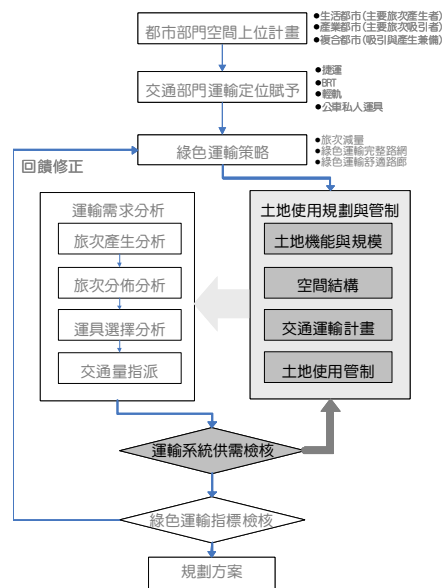 都市部門空間上位計畫
●生活都市(主要旅次產生者)
●產業都市(主要旅次吸引者)
●複合都市(吸引與產生兼備)
交通部門運輸定位賦予
●捷運
●BRT
●輕軌
●公車私人運具
綠色運輸策略
●旅次減量
●綠色運輸完整路網
●綠色運輸舒適路廊
回饋修正
運輸需求分析
旅次產生分析
旅次分佈分析
運具選擇分析
交通量指派
土地使用規劃與管制
土地機能與規模
空間結構
交通運輸計畫
土地使用管制
運輸系統供需檢核
綠色運輸指標檢核
規劃方案